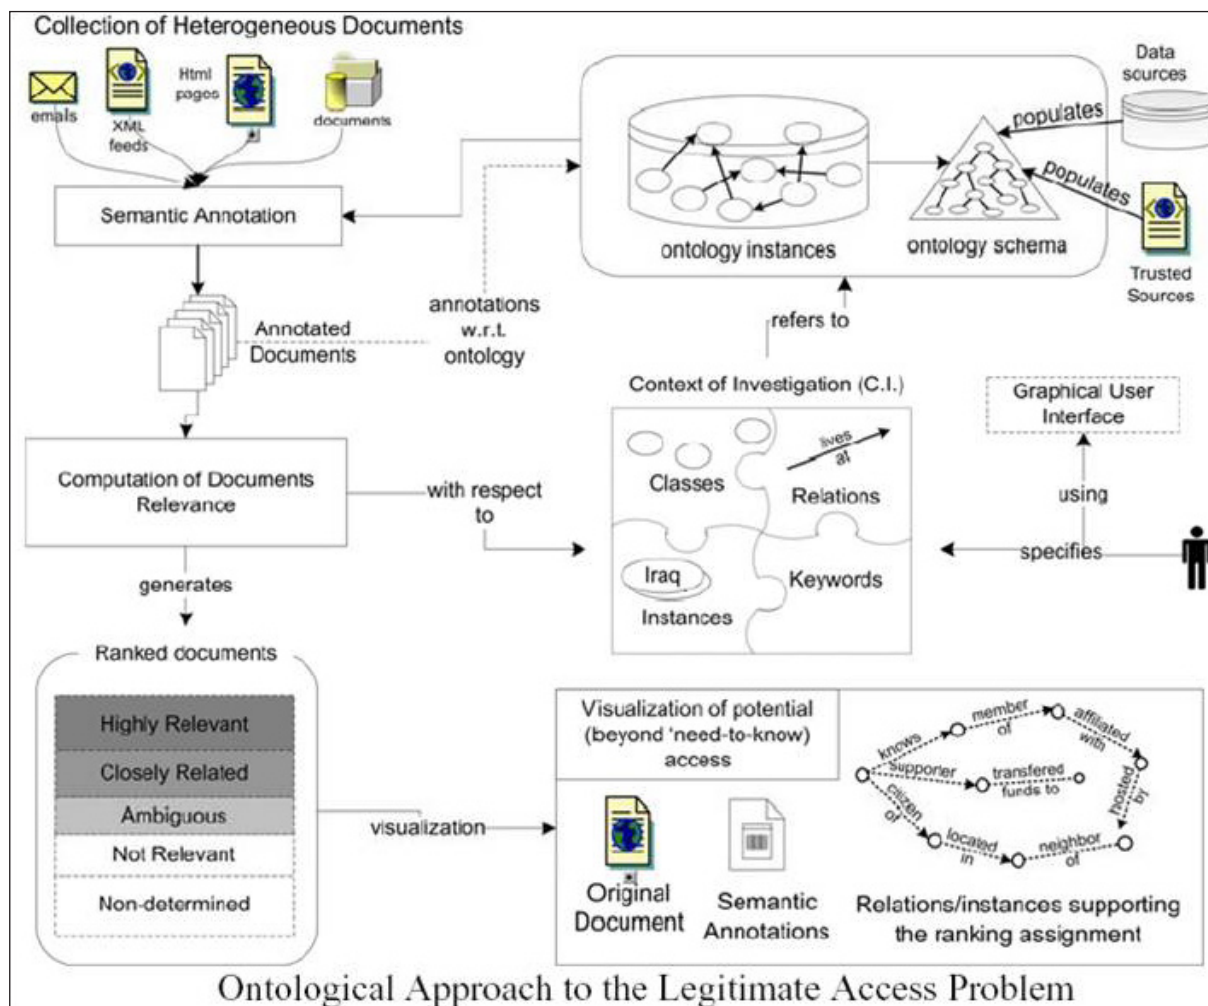 Collection of Heterogeneous Documents
emails
XML
feeds
Html
pages
documents
Data
sources
populates
populates
Trusted
Sources
ontology instances
ontology schema
Semantic Annotation
Annotated
Documents
annotations
w.r.t.
ontology
refers to
Context of Investigation (C.I.)
Classes
lives
at
Relations
Iraq
Instances
Keywords
Graphical User
Interface
using
specifies
Computation of Documents
Relevance
with respect
to
generates
Ranked documents
Highly Relevant
Closely Related
Ambiguous
Not Relevant
Non-determined
visualization
Visualization of potential
(beyond 'need-to-know)
access
Original
Document
Semantic
Annotations
knows
member
of
affiliated
with
supporter
transferred
funds to
hosted
by
citizen
of
located
in
neighbor
of
Relations/instances supporting
the ranking assignment
Ontological Approach to the Legitimate Access Problem